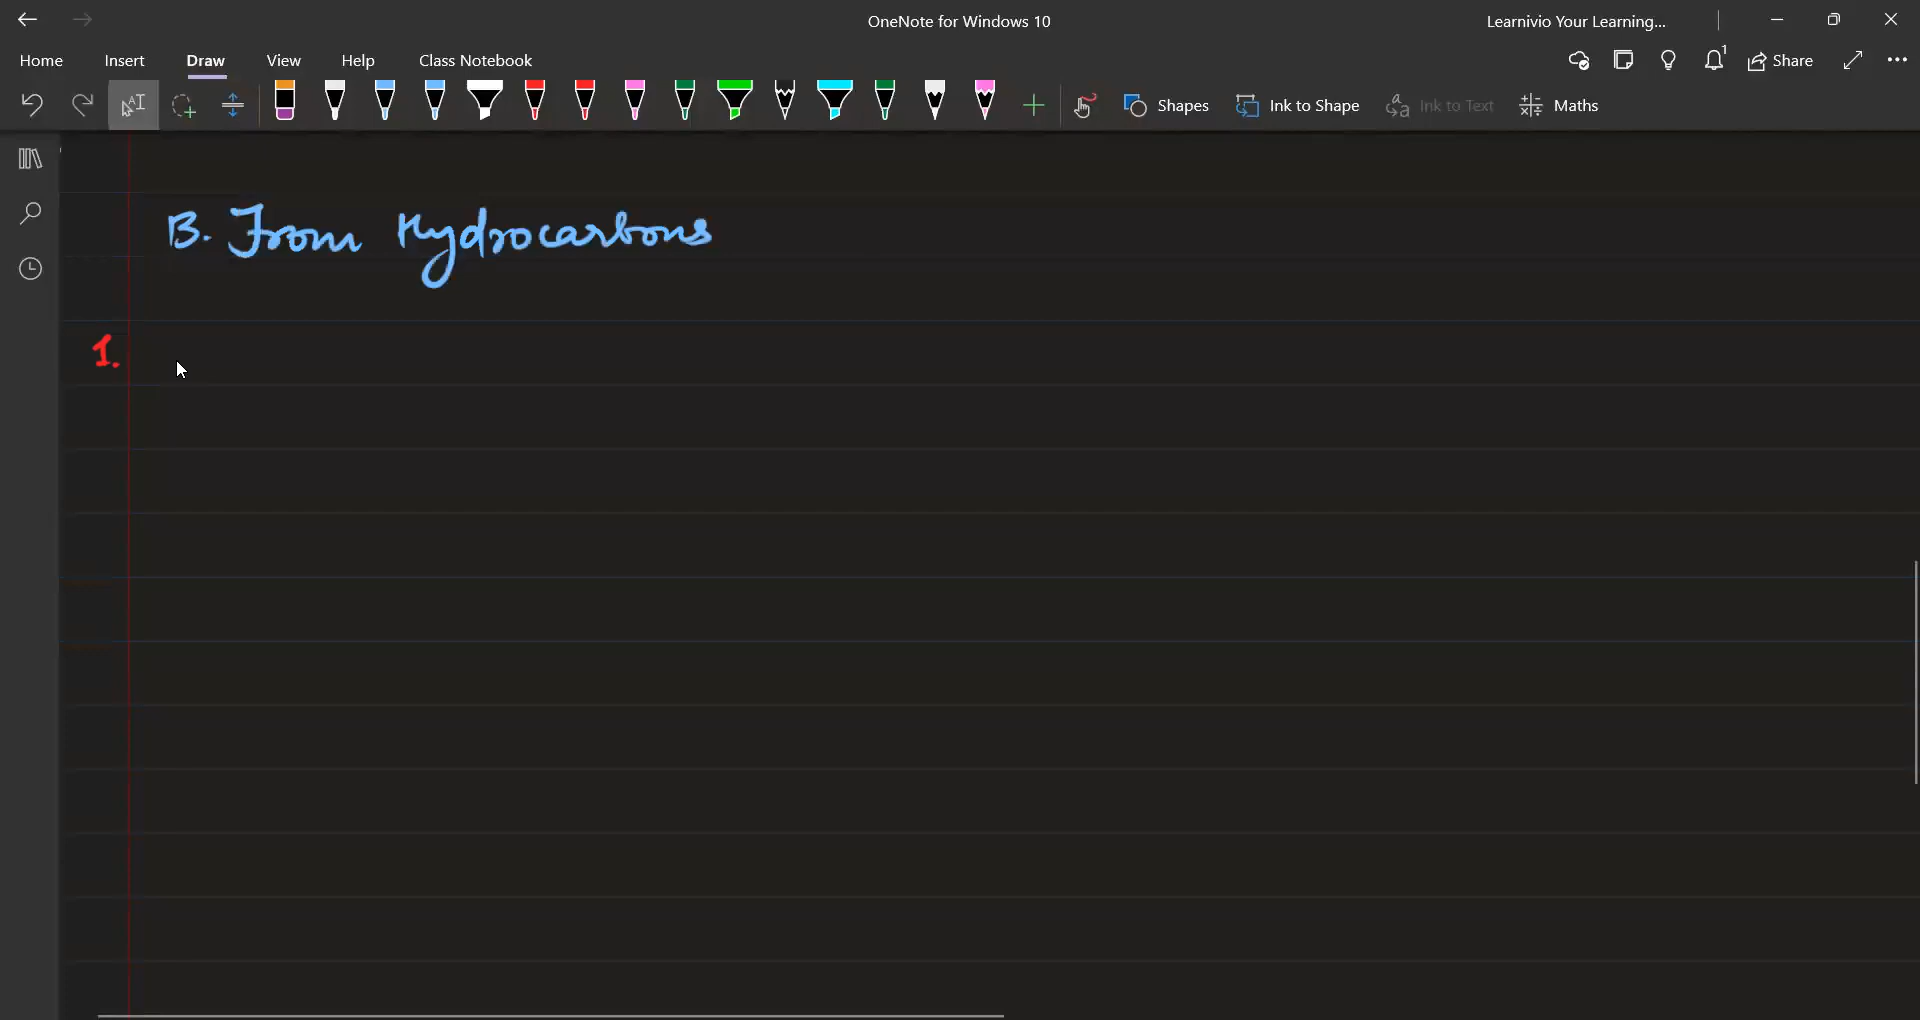 OneNote for Windows 10
Learnivio Your Learning...
Home Insert Draw View Help Class Notebook
1
Share
Shapes Ink to Shape Ink to Text Maths
B. From Hydrocarbons
1.